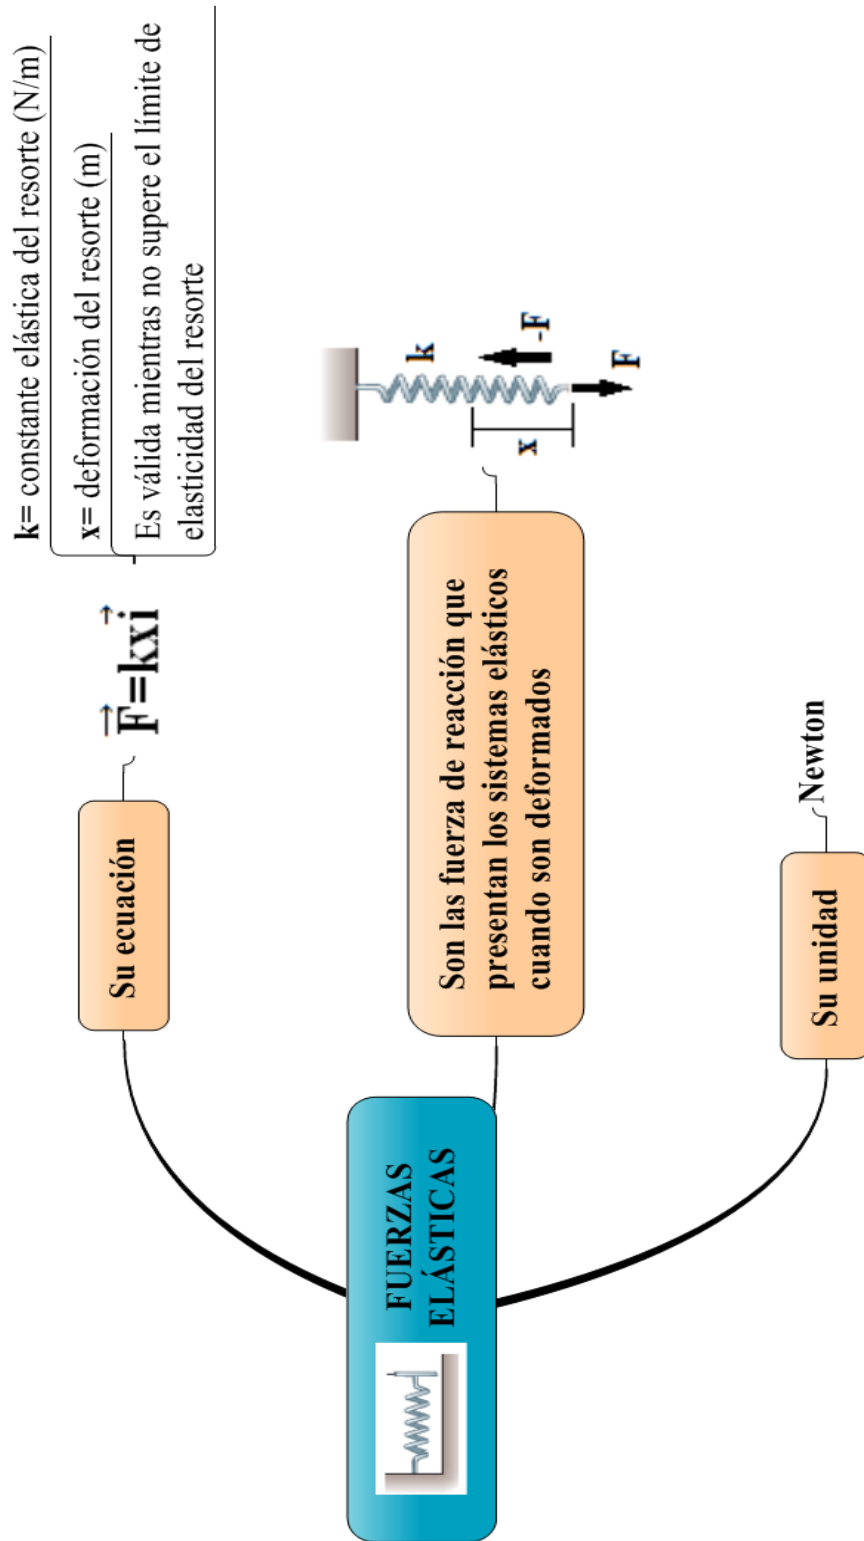 FUERZAS
ELÁSTICAS
Su ecuación
F=kxi
k= constante elástica del resorte (N/m)
x= deformación del resorte (m)
Es válida mientras no supere el límite de
elasticidad del resorte
Son las fuerza de reacción que
presentan los sistemas elásticos
cuando son deformados
k
x
-F
F
Su unidad
Newton